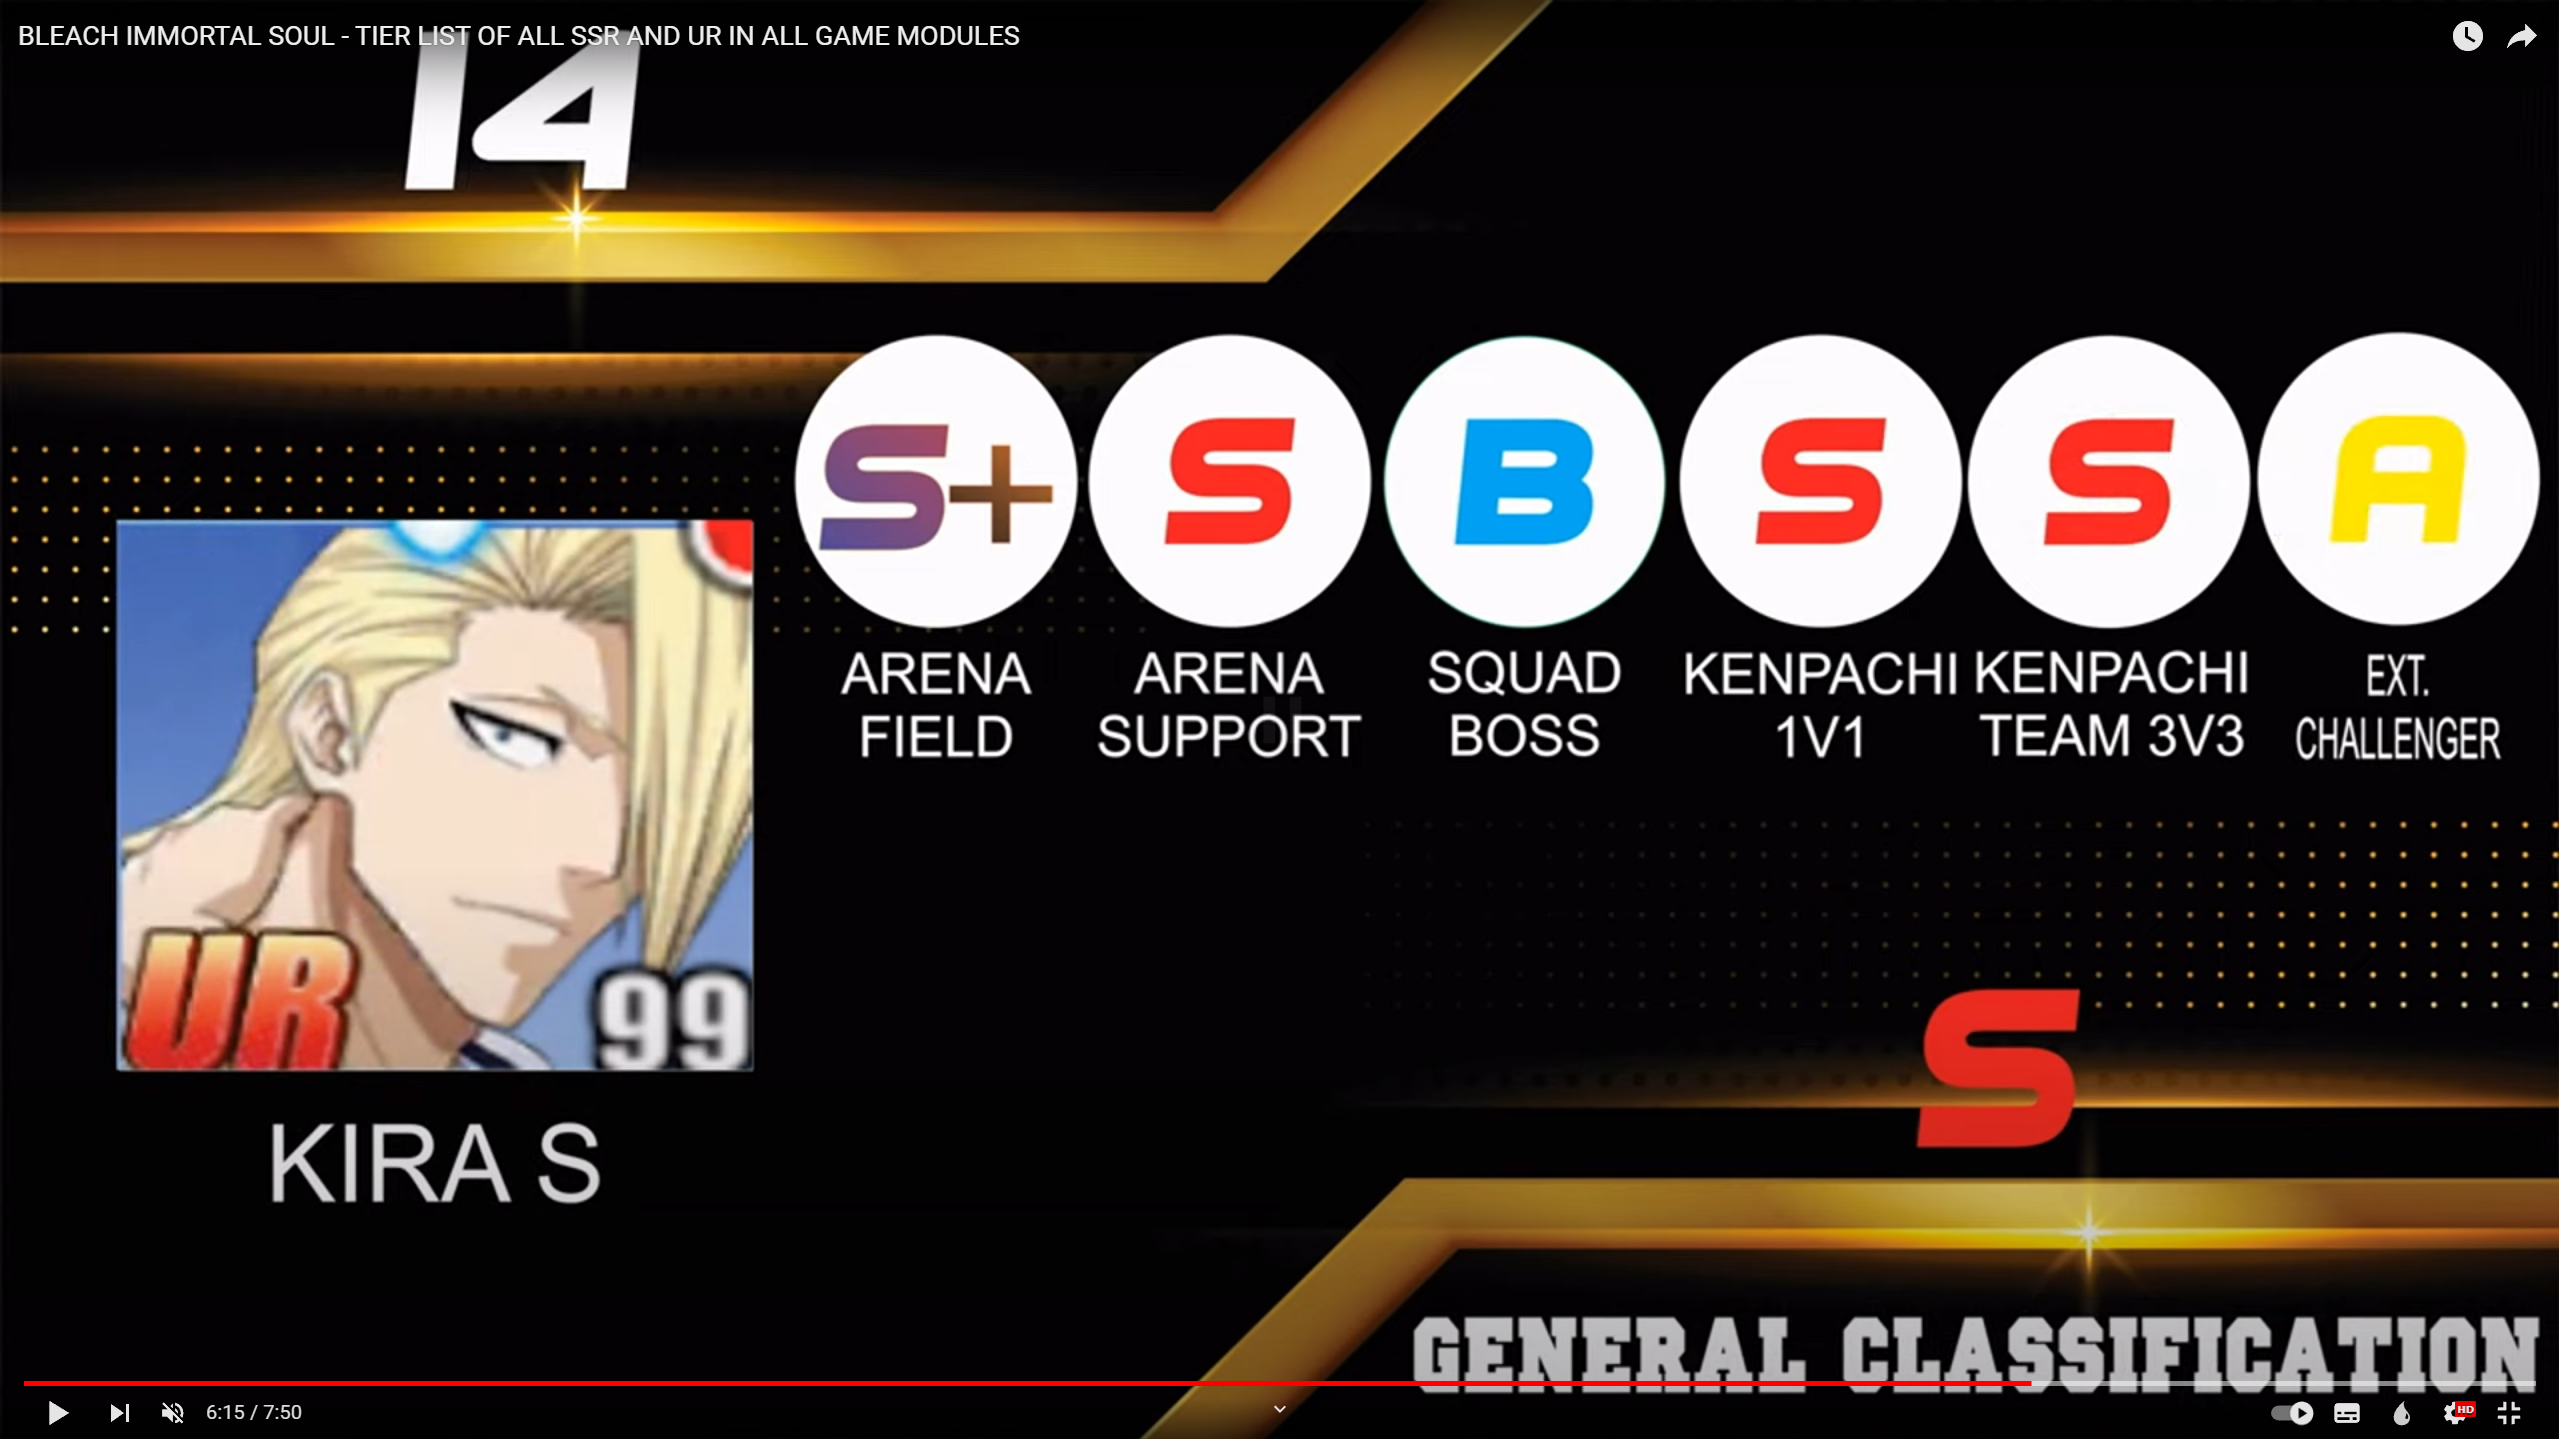 BLEACH IMMORTAL SOUL - TIER LIST OF ALL SSR AND UR IN ALL GAME MODULES
14
S+ S B S S A
ARENA FIELD
ARENA SUPPORT
SQUAD BOSS
KENPACHI 1V1
KENPACHI TEAM 3V3
EXT. CHALLENGER
UR
99
KIRA S
S
GENERAL CLASSIFICATION
6:15 / 7:50
HD